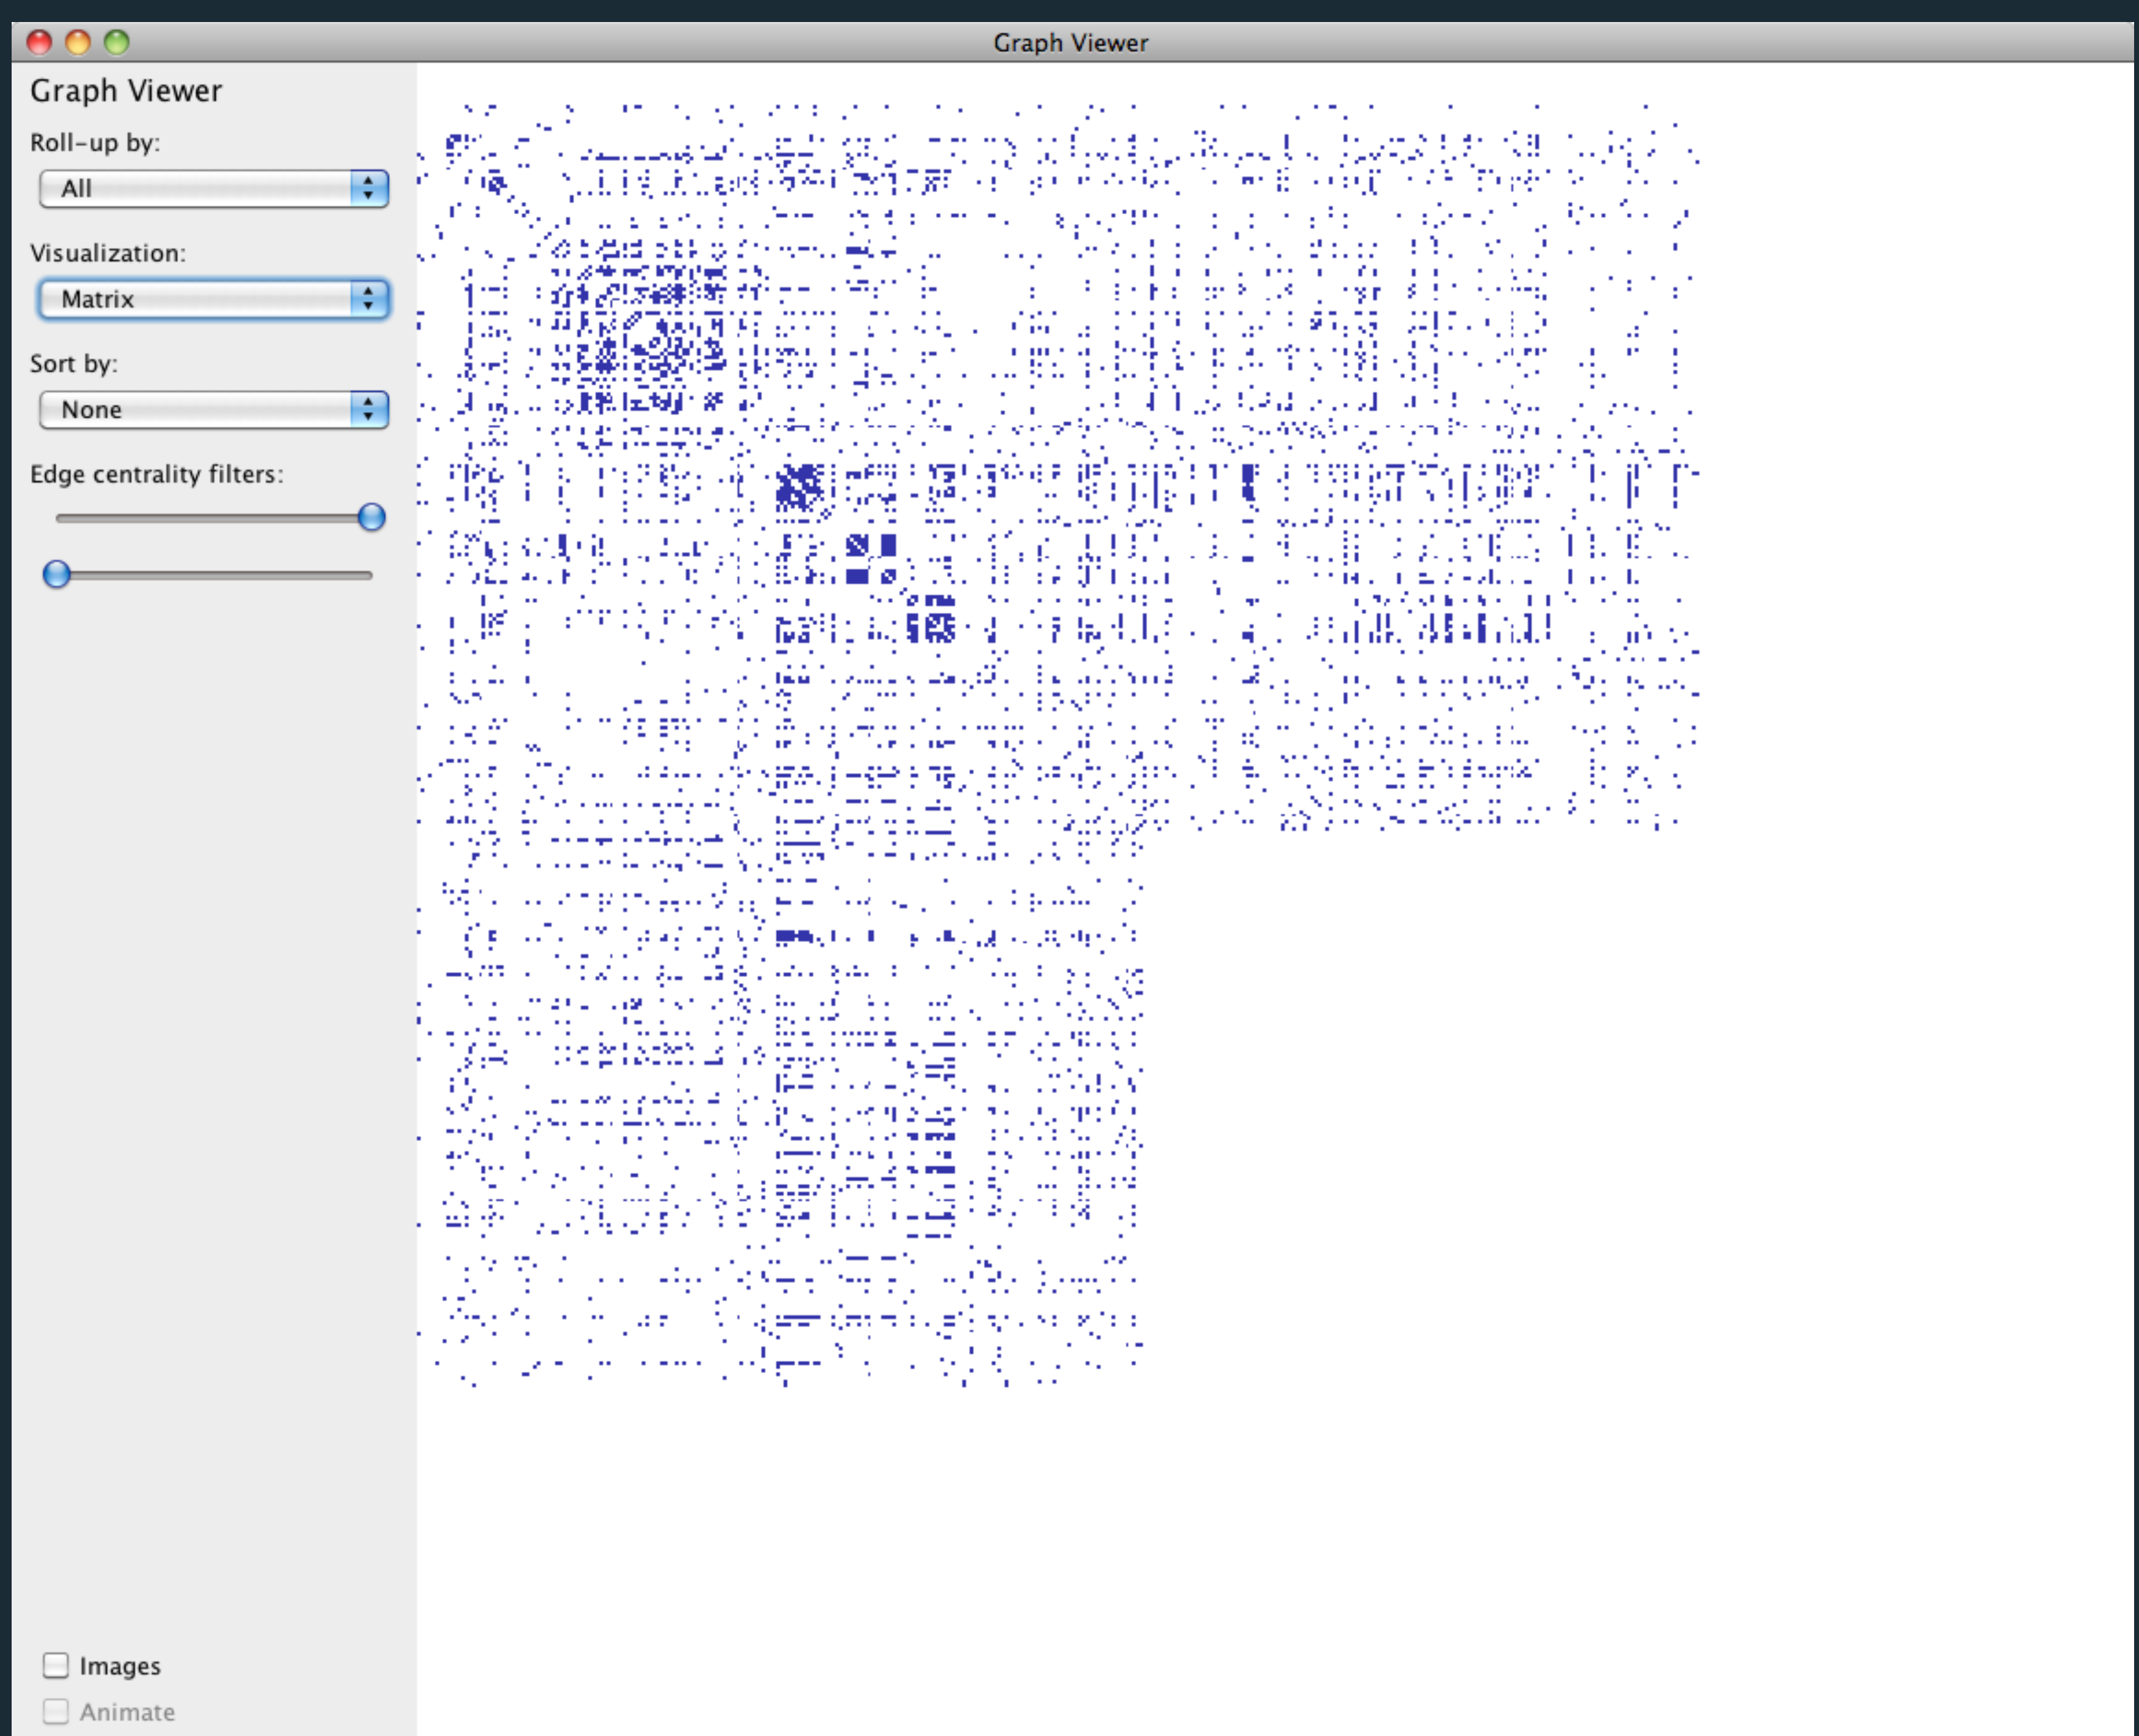 Graph Viewer
Graph Viewer
Roll-up by:
All
Visualization:
Matrix
Sort by:
None
Edge centrality filters:
Images
Animate